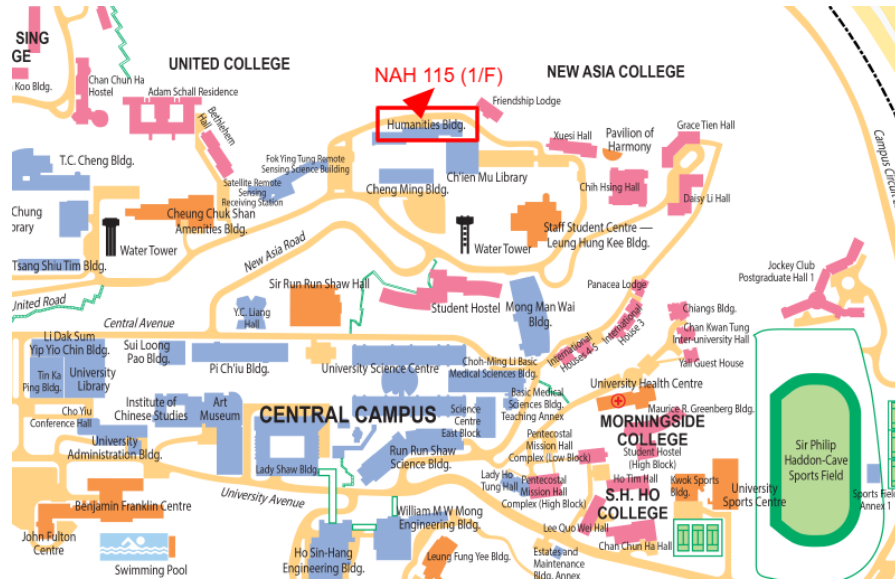 SING
GE
Koo Bldg.
Chan Chun Ha
Hostel
UNITED COLLEGE
Adam Schall Residence
Bethlehem
Hall
NAH 115 (1/F)
NEW ASIA COLLEGE
Friendship Lodge
Humanities Bldg.
Grace Tien Hall
Xuesi Hall
Pavilion of
Harmony
Campus Circuit
T.C. Cheng Bldg.
Fok Ying Tung Remote
Sensing Science Building
Ch'ien Mu Library
Cheng Ming Bldg.
Chih Hsing Hall
Daisy Li Hall
Satellite Remote
Sensing
Receiving Station
Chung
brary
Cheung Chuk Shan
Amenities Bldg.
Water Tower
Staff Student Centre —
Leung Hung Kee Bldg.
Water Tower
Tsang Shiu Tim Bldg.
New Asia Road
Jockey Club
Postgraduate Hall 1
United Road
Sir Run Run Shaw Hall
Student Hostel
Panacea Lodge
Mong Man Wai
Bldg.
Y.C. Liang
Hall
International
House 3
Chiangs Bldg.
Chan Kwan Tung
Inter-university Hall
Central Avenue
Li Dak Sum
Yip Yio Chin Bldg.
Sui Loong
Pao Bldg.
Pi Ch'iu Bldg.
University Science Centre
Choh-Ming Li Basic
Medical Sciences Bldg.
International
Houses 4-5
Yali Guest House
Tin Ka
Ping Bldg.
University
Library
University Health Centre
Institute of
Chinese Studies
Art
Museum
Basic Medical
Sciences Bldg.
Teaching Annex
Cho Yiu
Conference Hall
CENTRAL CAMPUS
Science
Centre
East Block
Maurice R. Greenberg Bldg.
MORNINGSIDE
COLLEGE
University
Administration Bldg.
Run Run Shaw
Science Bldg.
Pentecostal
Mission Hall
Complex (Low Block)
Student Hostel
(High Block)
Sir Philip
Haddon-Cave
Sports Field
Lady Shaw Bldg.
Lady Ho
Tung Hall
Pentecostal
Mission Hall
Complex (High Block)
Ho Tim Hall
Kwok Sports
Bldg.
University
Sports Centre
Sports Field
Annex 1
University Avenue
S.H. HO
COLLEGE
Benjamin Franklin Centre
William M W Mong
Engineering Bldg.
Lee Quo Wei Hall
John Fulton
Centre
Chan Chun Ha Hall
Swimming Pool
Ho Sin-Hang
Engineering Bldg.
Leung Fung Yee Bldg.
Estates and
Maintenance
Bldg. Annex